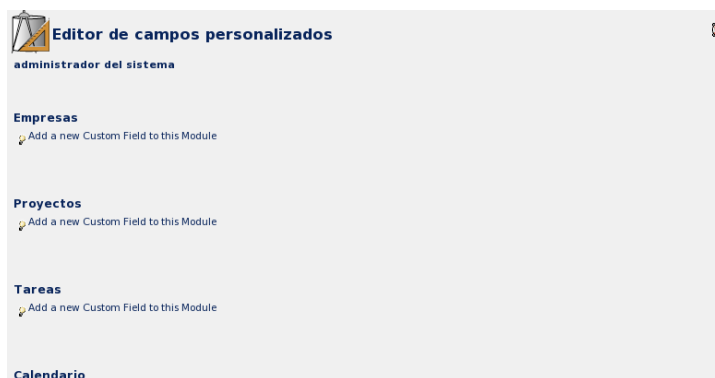 Editor de campos personalizados
administrador del sistema
Empresas
Add a new Custom Field to this Module
Proyectos
Add a new Custom Field to this Module
Tareas
Add a new Custom Field to this Module
Calendario